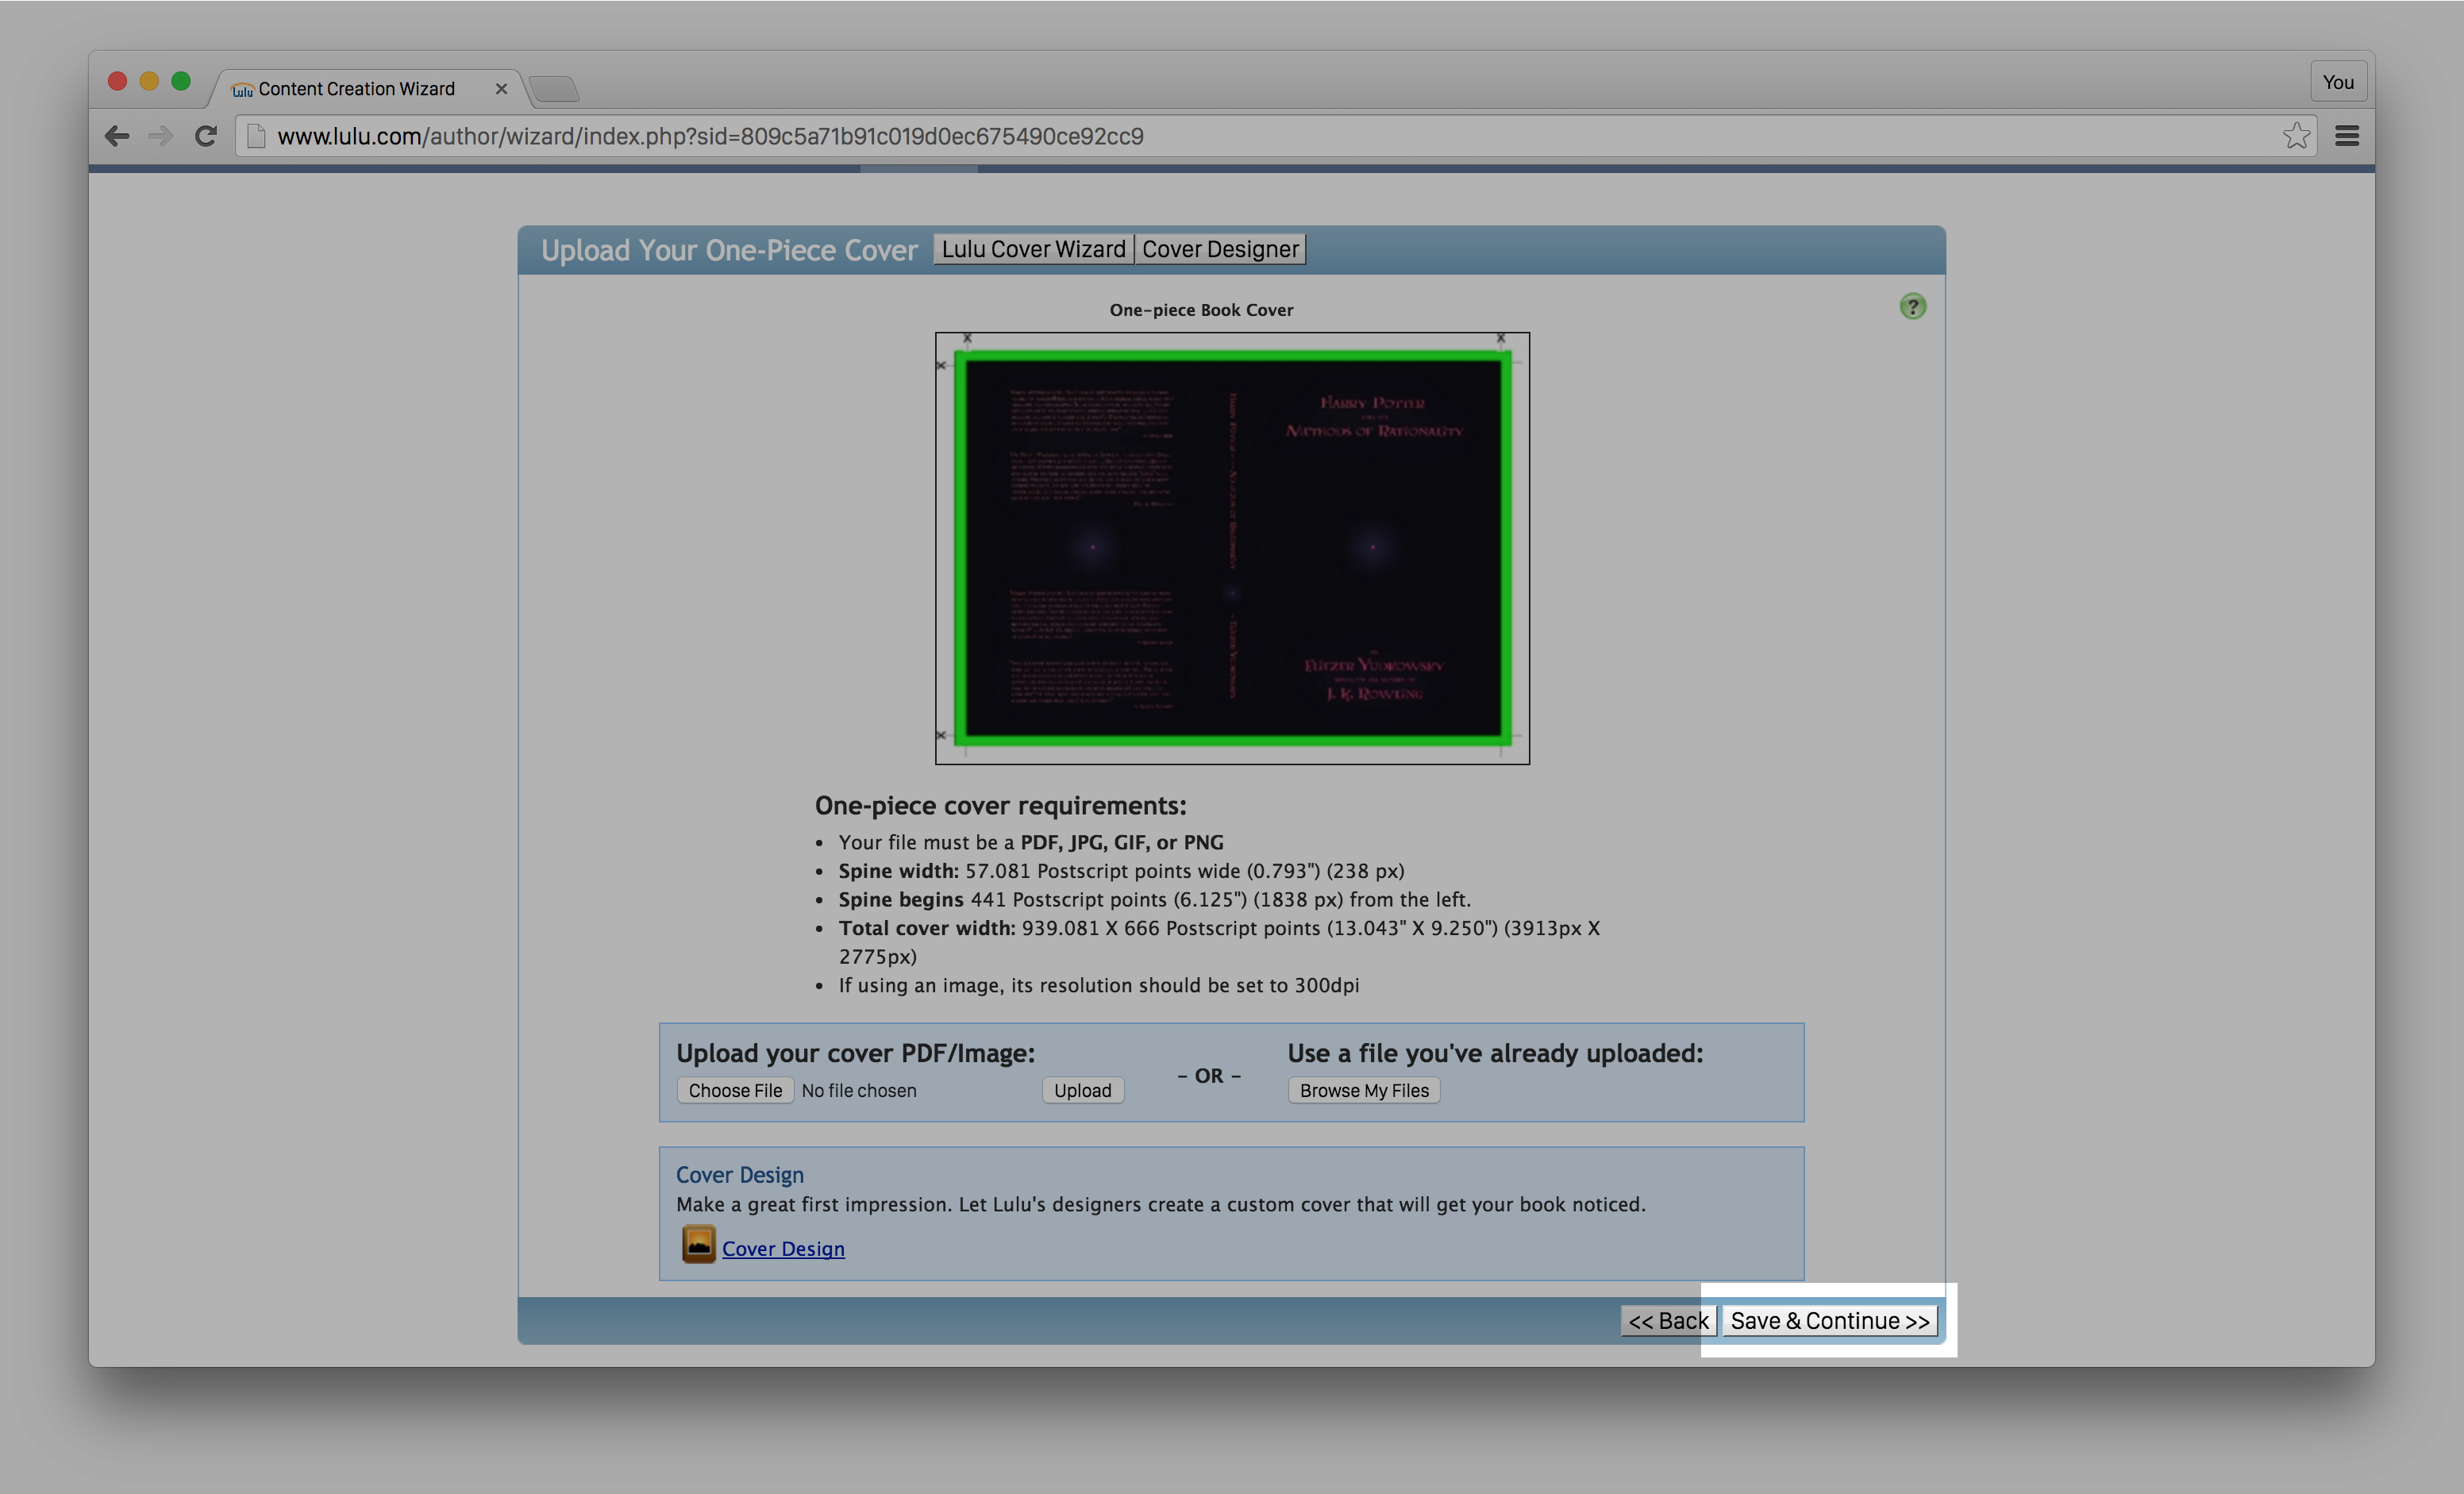 Lulu Content Creation Wizard
You
www.lulu.com/author/wizard/index.php?sid=809c5a71b91c019d0ec675490ce92cc9
Upload Your One-Piece Cover Lulu Cover Wizard Cover Designer
One-piece Book Cover
?
HARRY POTTER
METHODS OF RATIONALITY
ELIEZER YUDKOWSKY
J. K. ROWLING
One-piece cover requirements:
• Your file must be a PDF, JPG, GIF, or PNG
• Spine width: 57.081 Postscript points wide (0.793") (238 px)
• Spine begins 441 Postscript points (6.125") (1838 px) from the left.
• Total cover width: 939.081 X 666 Postscript points (13.043" X 9.250") (3913px X
2775px)
• If using an image, its resolution should be set to 300dpi
Upload your cover PDF/Image:
Choose File No file chosen Upload
- OR -
Use a file you've already uploaded:
Browse My Files
Cover Design
Make a great first impression. Let Lulu's designers create a custom cover that will get your book noticed.
Cover Design
<< Back Save & Continue >>